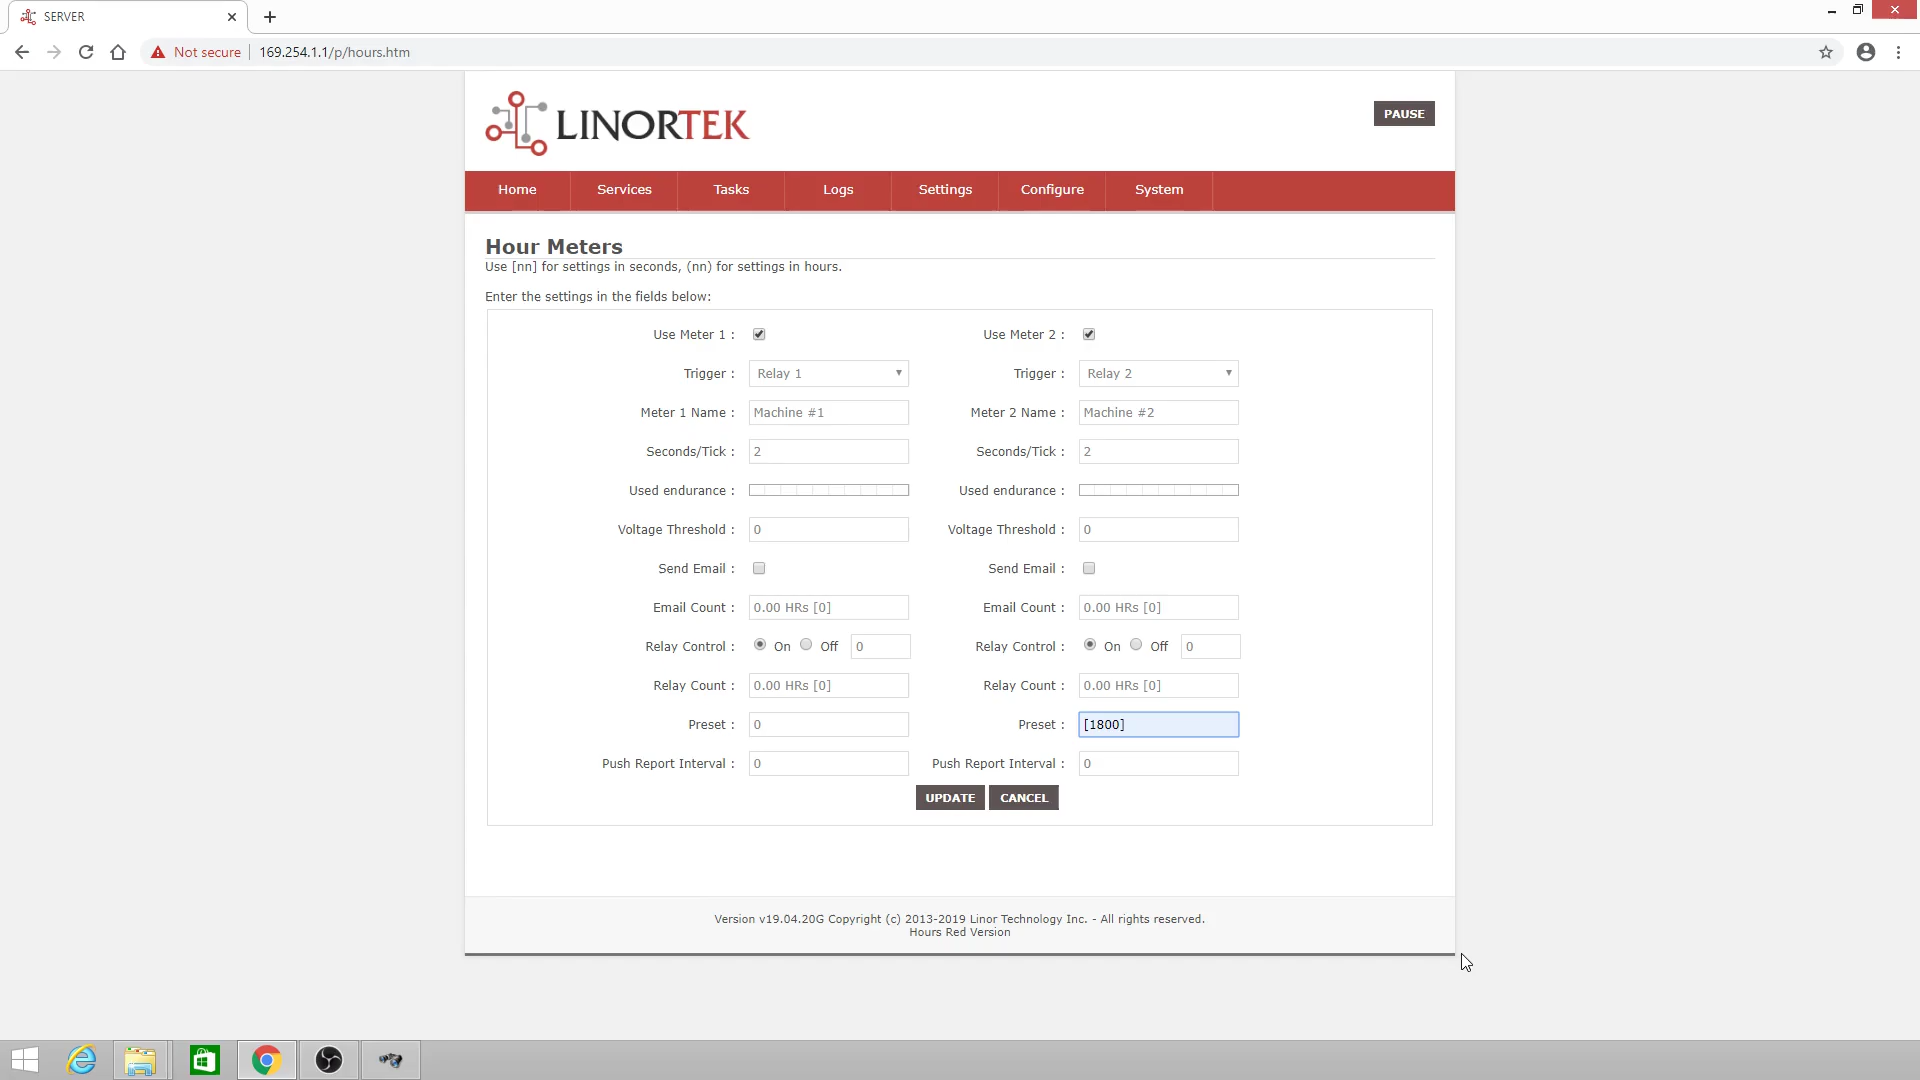 SERVER
Not secure 169.254.1.1/p/hours.htm
LINORTEK
PAUSE
Home Services Tasks Logs Settings Configure System
Hour Meters
Use [nn] for settings in seconds, (nn) for settings in hours.
Enter the settings in the fields below:
Use Meter 1 : Use Meter 2 :
Trigger : Relay 1 Trigger : Relay 2
Meter 1 Name : Machine #1 Meter 2 Name : Machine #2
Seconds/Tick : 2 Seconds/Tick : 2
Used endurance : Used endurance :
Voltage Threshold : 0 Voltage Threshold : 0
Send Email : Send Email :
Email Count : 0.00 HRs [0] Email Count : 0.00 HRs [0]
Relay Control : On Off 0 Relay Control : On Off 0
Relay Count : 0.00 HRs [0] Relay Count : 0.00 HRs [0]
Preset : 0 Preset : [1800]
Push Report Interval : 0 Push Report Interval : 0
UPDATE CANCEL
Version v19.04.20G Copyright (c) 2013-2019 Linor Technology Inc. - All rights reserved.
Hours Red Version